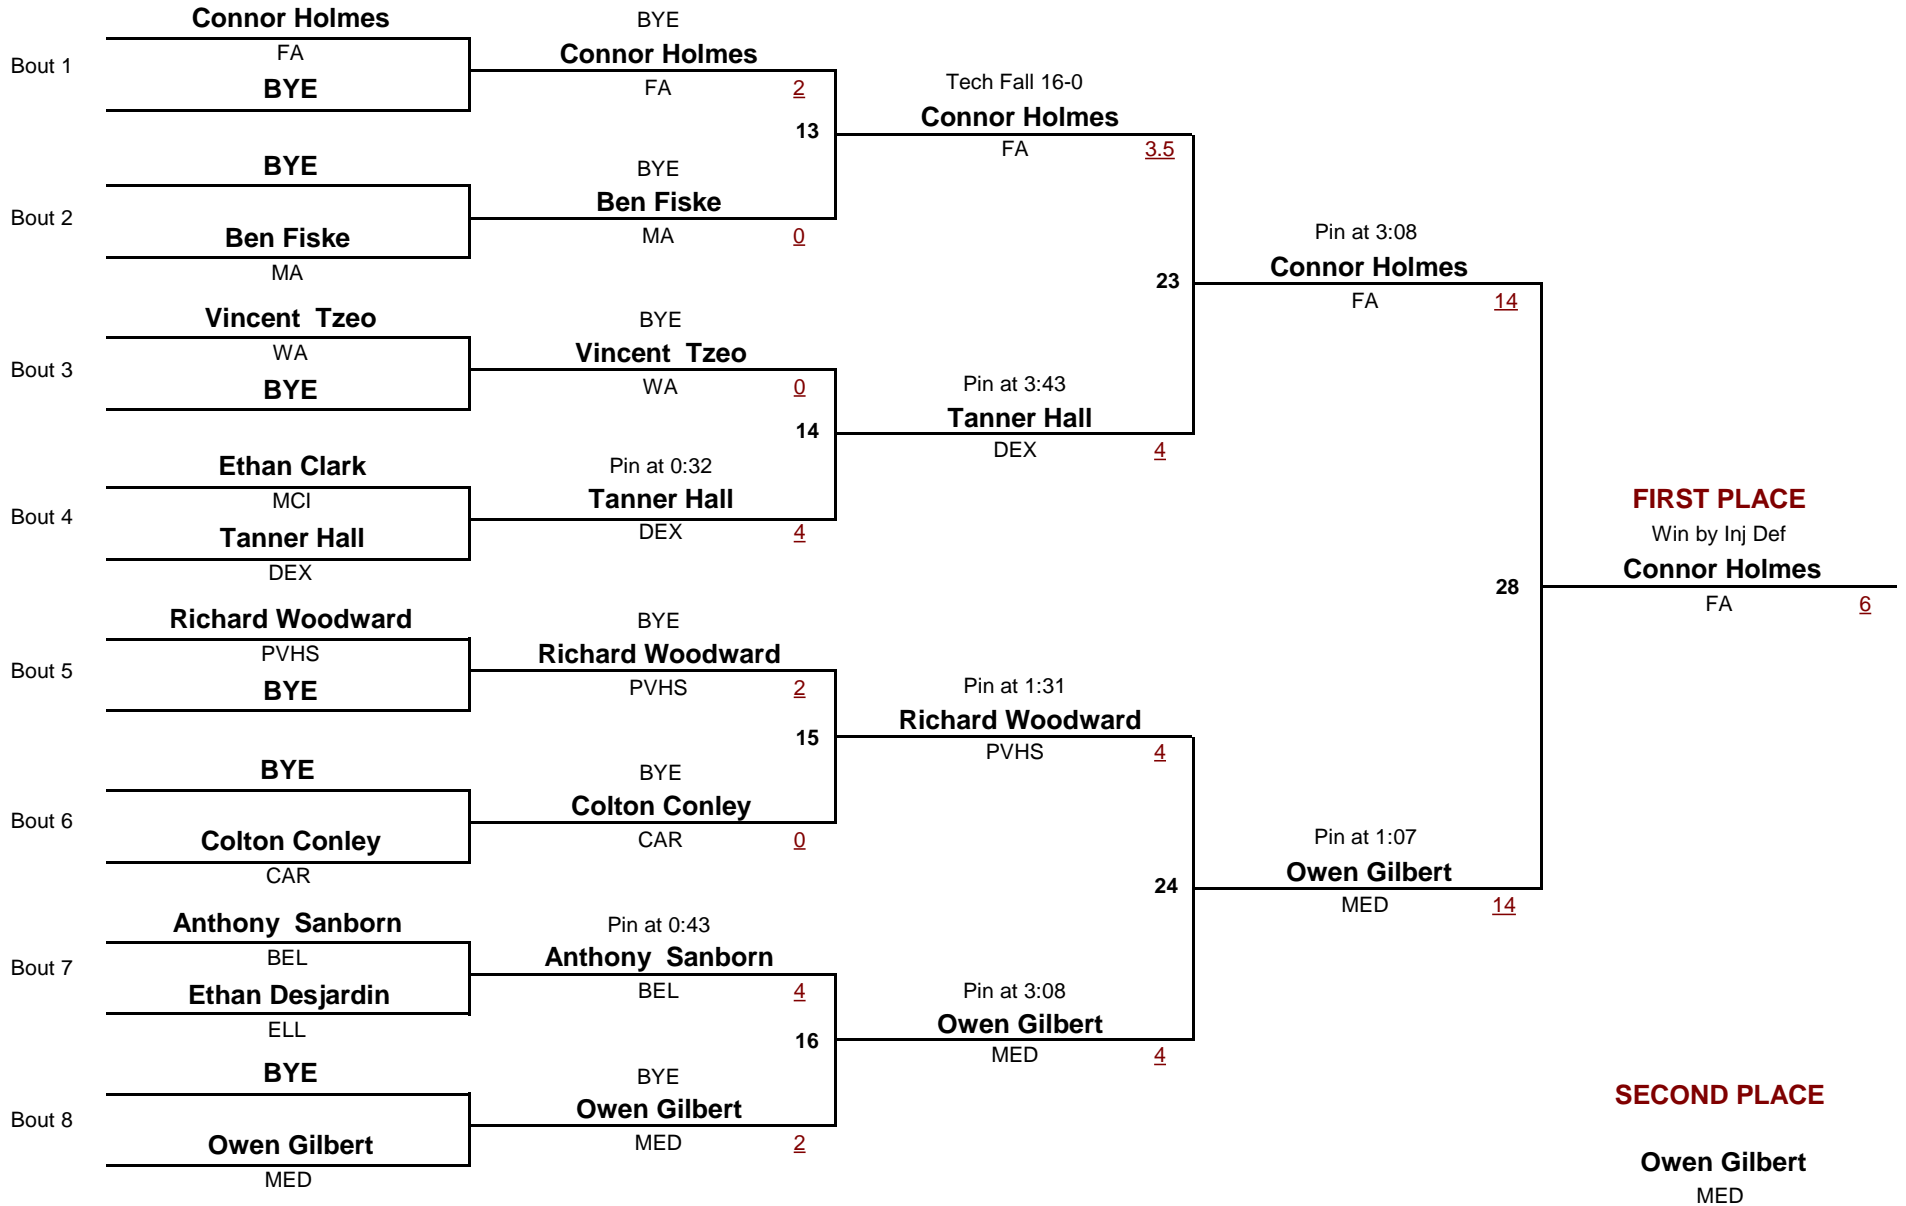 Connor Holmes
Bout 1
FA
BYE
BYE
Bout 2
Ben Fiske
MA
Vincent  Tzeo
Bout 3
WA
BYE
Ethan Clark
Bout 4
MCI
Tanner Hall
DEX
Richard Woodward
Bout 5
PVHS
BYE
BYE
Bout 6
Colton Conley
CAR
Anthony  Sanborn
Bout 7
BEL
Ethan Desjardin
ELL
BYE
Bout 8
Owen Gilbert
MED
BYE
Connor Holmes
FA 2
13
BYE
Ben Fiske
MA 0
BYE
Vincent  Tzeo
WA 0
14
Pin at 0:32
Tanner Hall
DEX 4
BYE
Richard Woodward
PVHS 2
15
BYE
Colton Conley
CAR 0
Pin at 0:43
Anthony  Sanborn
BEL 4
16
BYE
Owen Gilbert
MED 2
Tech Fall 16-0
Connor Holmes
FA 3.5
23
Pin at 3:43
Tanner Hall
DEX 4
Pin at 1:31
Richard Woodward
PVHS 4
24
Pin at 3:08
Owen Gilbert
MED 4
Pin at 3:08
Connor Holmes
FA 14
28
Pin at 1:07
Owen Gilbert
MED 14
FIRST PLACE
Win by Inj Def
Connor Holmes
FA 6
SECOND PLACE
Owen Gilbert
MED